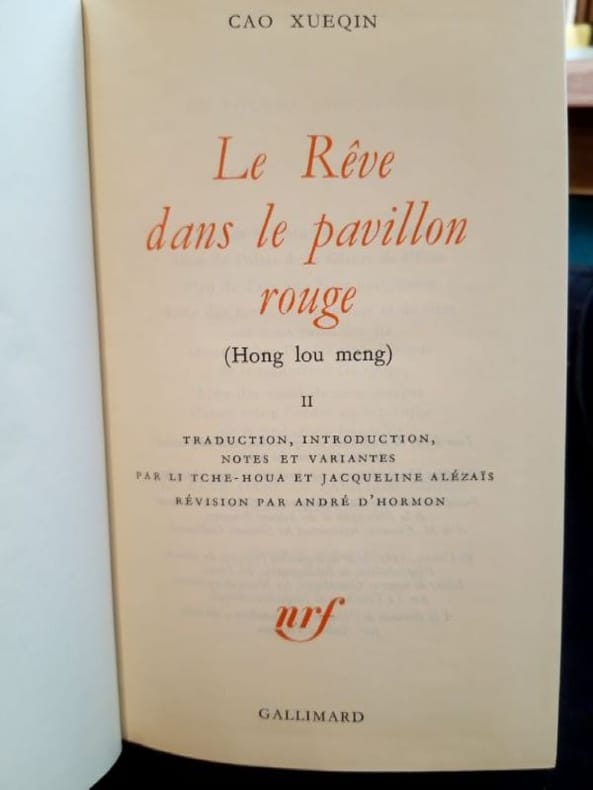 CAO XUEQIN
Le Rêve
dans le pavillon
rouge
(Hong lou meng)
II
TRADUCTION, INTRODUCTION,
NOTES ET VARIANTES
PAR LI TCHE-HOUA ET JACQUELINE ALÉZAÏS
RÉVISION PAR ANDRÉ D'HORMON
nrf
GALLIMARD